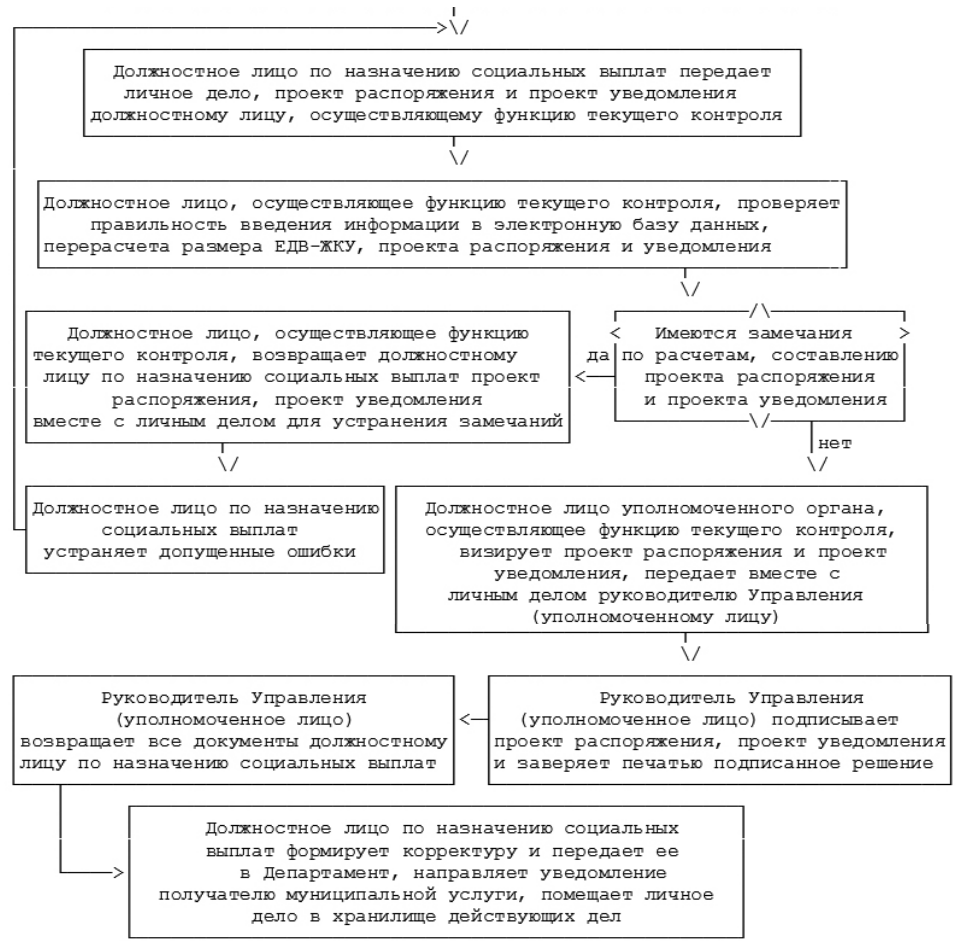 Должностное лицо по назначению социальных выплат передает
личное дело, проект распоряжения и проект уведомления
должностному лицу, осуществляющему функцию текущего контроля
Должностное лицо, осуществляющее функцию текущего контроля, проверяет
правильность введения информации в электронную базу данных,
перерасчета размера ЕДВ-ЖКУ, проекта распоряжения и уведомления
Имеются замечания
по расчетам, составлению
проекта распоряжения
и проекта уведомления
да
Должностное лицо, осуществляющее функцию
текущего контроля, возвращает должностному
лицу по назначению социальных выплат проект
распоряжения, проект уведомления
вместе с личным делом для устранения замечаний
нет
Должностное лицо по назначению
социальных выплат
устраняет допущенные ошибки
Должностное лицо уполномоченного органа,
осуществляющее функцию текущего контроля,
визирует проект распоряжения и проект
уведомления, передает вместе с
личным делом руководителю Управления
(уполномоченному лицу)
Руководитель Управления
(уполномоченное лицо) подписывает
проект распоряжения, проект уведомления
и заверяет печатью подписанное решение
Руководитель Управления
(уполномоченное лицо)
возвращает все документы должностному
лицу по назначению социальных выплат
Должностное лицо по назначению социальных
выплат формирует корректуру и передает ее
в Департамент, направляет уведомление
получателю муниципальной услуги, помещает личное
дело в хранилище действующих дел